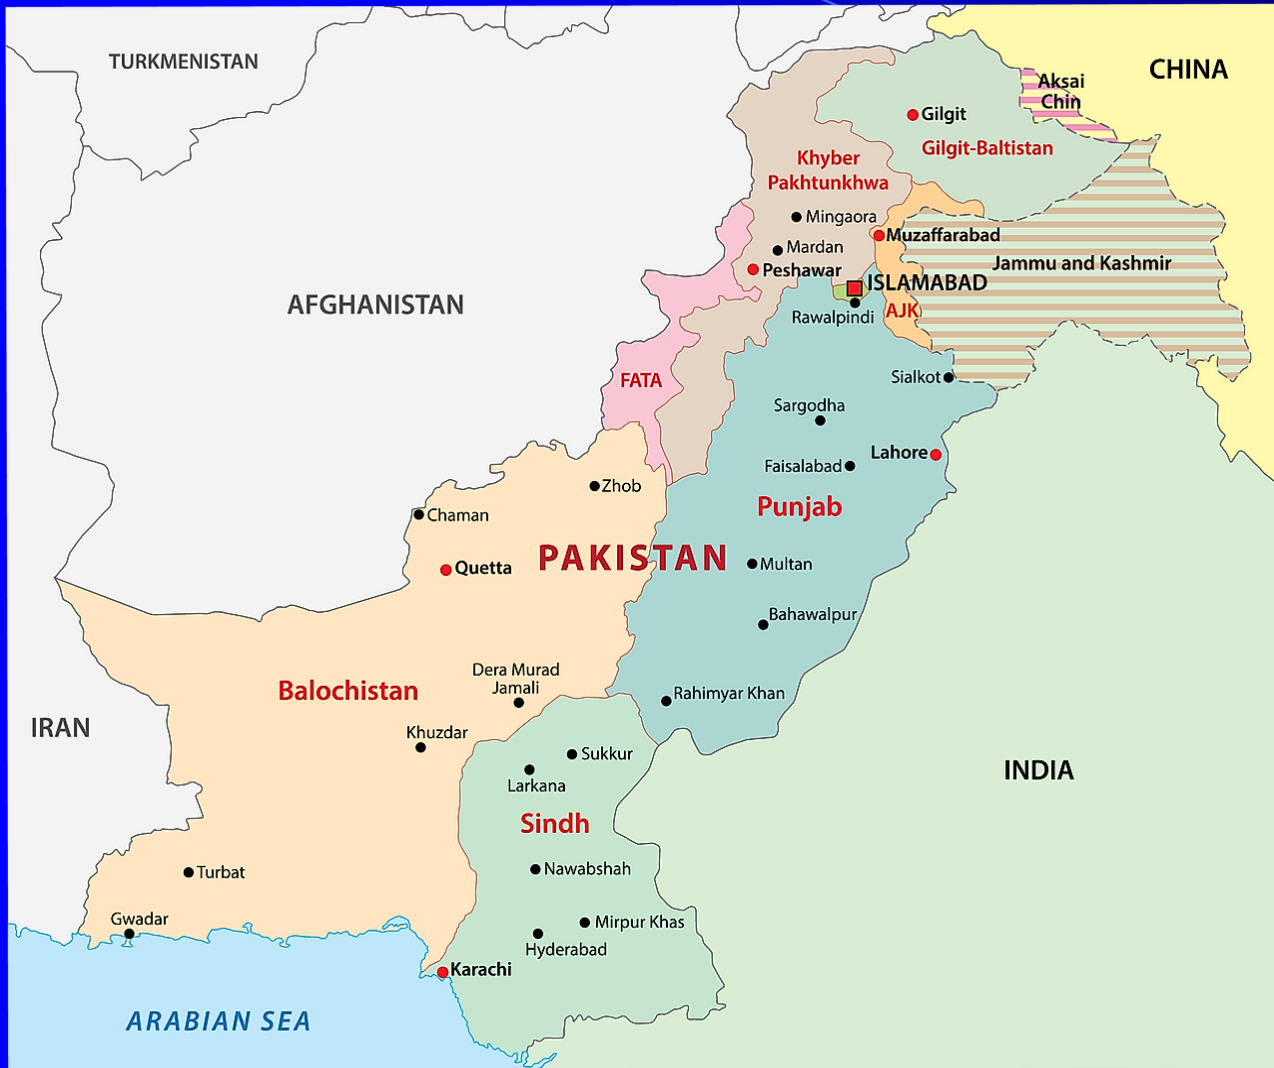 TURKMENISTAN
CHINA
Aksai
Chin
Gilgit
Gilgit-Baltistan
Khyber
Pakhtunkhwa
Mingaora
Muzaffarabad
Mardan
Jammu and Kashmir
Peshawar
ISLAMABAD
AFGHANISTAN
Rawalpindi
AJK
FATA
Sialkot
Sargodha
Lahore
Faisalabad
Zhob
Punjab
Chaman
PAKISTAN
Quetta
Multan
Bahawalpur
Dera Murad
Jamali
Balochistan
Rahimyar Khan
IRAN
Khuzdar
Sukkur
INDIA
Larkana
Sindh
Turbat
Nawabshah
Gwadar
Mirpur Khas
Hyderabad
Karachi
ARABIAN SEA